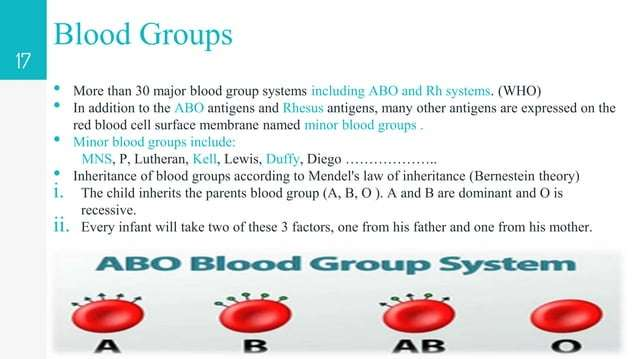 17
Blood Groups
• More than 30 major blood group systems including ABO and Rh systems. (WHO)
• In addition to the ABO antigens and Rhesus antigens, many other antigens are expressed on the
red blood cell surface membrane named minor blood groups .
• Minor blood groups include:
MNS, P, Lutheran, Kell, Lewis, Duffy, Diego ………………..
• Inheritance of blood groups according to Mendel's law of inheritance (Bernestein theory)
i. The child inherits the parents blood group (A, B, O ). A and B are dominant and O is
recessive.
ii. Every infant will take two of these 3 factors, one from his father and one from his mother.
ABO Blood Group System
A B AB O